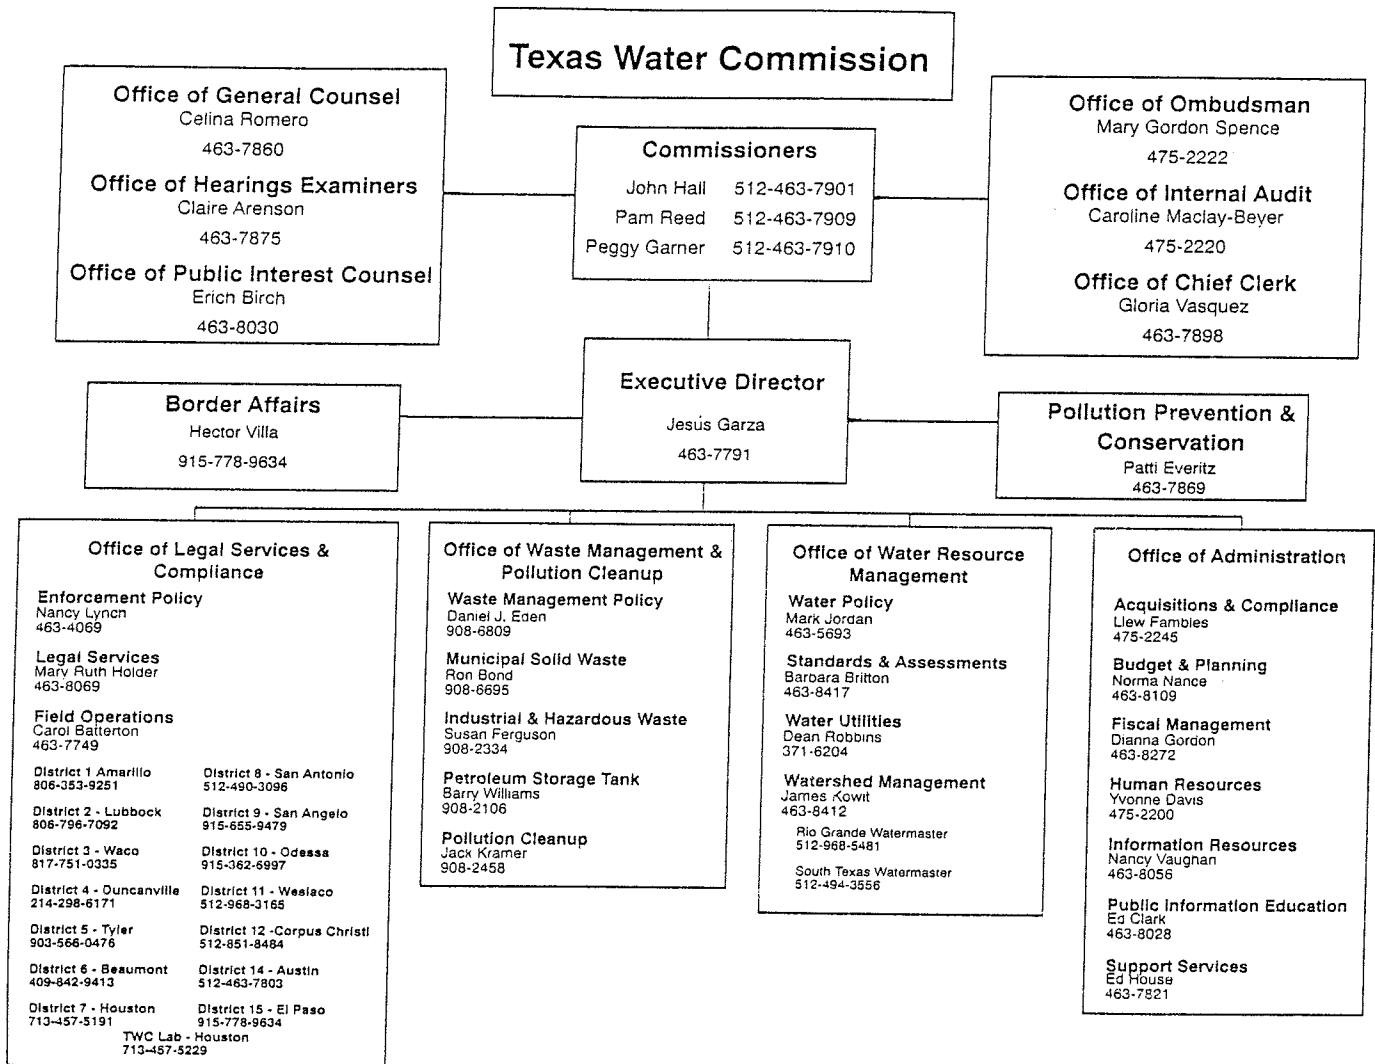 Texas Water Commission
Office of General Counsel
Celina Romero
463-7860
Office of Hearings Examiners
Claire Arenson
463-7875
Office of Public Interest Counsel
Erich Birch
463-8030
Commissioners
John Hall 512-463-7901
Pam Reed 512-463-7909
Peggy Garner 512-463-7910
Office of Ombudsman
Mary Gordon Spence
475-2222
Office of Internal Audit
Caroline Maclay-Beyer
475-2220
Office of Chief Clerk
Gloria Vasquez
463-7898
Border Affairs
Hector Villa
915-778-9634
Executive Director
Jesús Garza
463-7791
Pollution Prevention &
Conservation
Patti Everitz
463-7869
Office of Legal Services &
Compliance
Enforcement Policy
Nancy Lynch
463-4069
Legal Services
Mary Ruth Holder
463-8069
Field Operations
Carol Batterton
463-7749
District 1 Amarillo
806-353-9251
District 2 - Lubbock
806-796-7092
District 3 - Waco
817-751-0335
District 4 - Duncanville
214-298-6171
District 5 - Tyler
903-566-0476
District 6 - Beaumont
409-842-9413
District 7 - Houston
713-457-5191
District 8 - San Antonio
512-490-3096
District 9 - San Angelo
915-655-9479
District 10 - Odessa
915-362-6997
District 11 - Weslaco
512-968-3165
District 12 -Corpus Christi
512-851-8484
District 14 - Austin
512-463-7803
District 15 - El Paso
915-778-9634
TWC Lab - Houston
713-457-5229
Office of Waste Management &
Pollution Cleanup
Waste Management Policy
Daniel J. Eden
908-6809
Municipal Solid Waste
Ron Bond
908-6695
Industrial & Hazardous Waste
Susan Ferguson
908-2334
Petroleum Storage Tank
Barry Williams
908-2106
Pollution Cleanup
Jack Kramer
908-2458
Office of Water Resource
Management
Water Policy
Mark Jordan
463-5693
Standards & Assessments
Barbara Britton
463-8417
Water Utilities
Dean Robbins
371-6204
Watershed Management
James Kowit
463-8412
Rio Grande Watermaster
512-968-5481
South Texas Watermaster
512-494-3556
Office of Administration
Acquisitions & Compliance
Llew Fambles
475-2245
Budget & Planning
Norma Nance
463-8109
Fiscal Management
Dianna Gordon
463-8272
Human Resources
Yvonne Davis
475-2200
Information Resources
Nancy Vaughan
463-8056
Public Information Education
Ed Clark
463-8028
Support Services
Ed House
463-7821